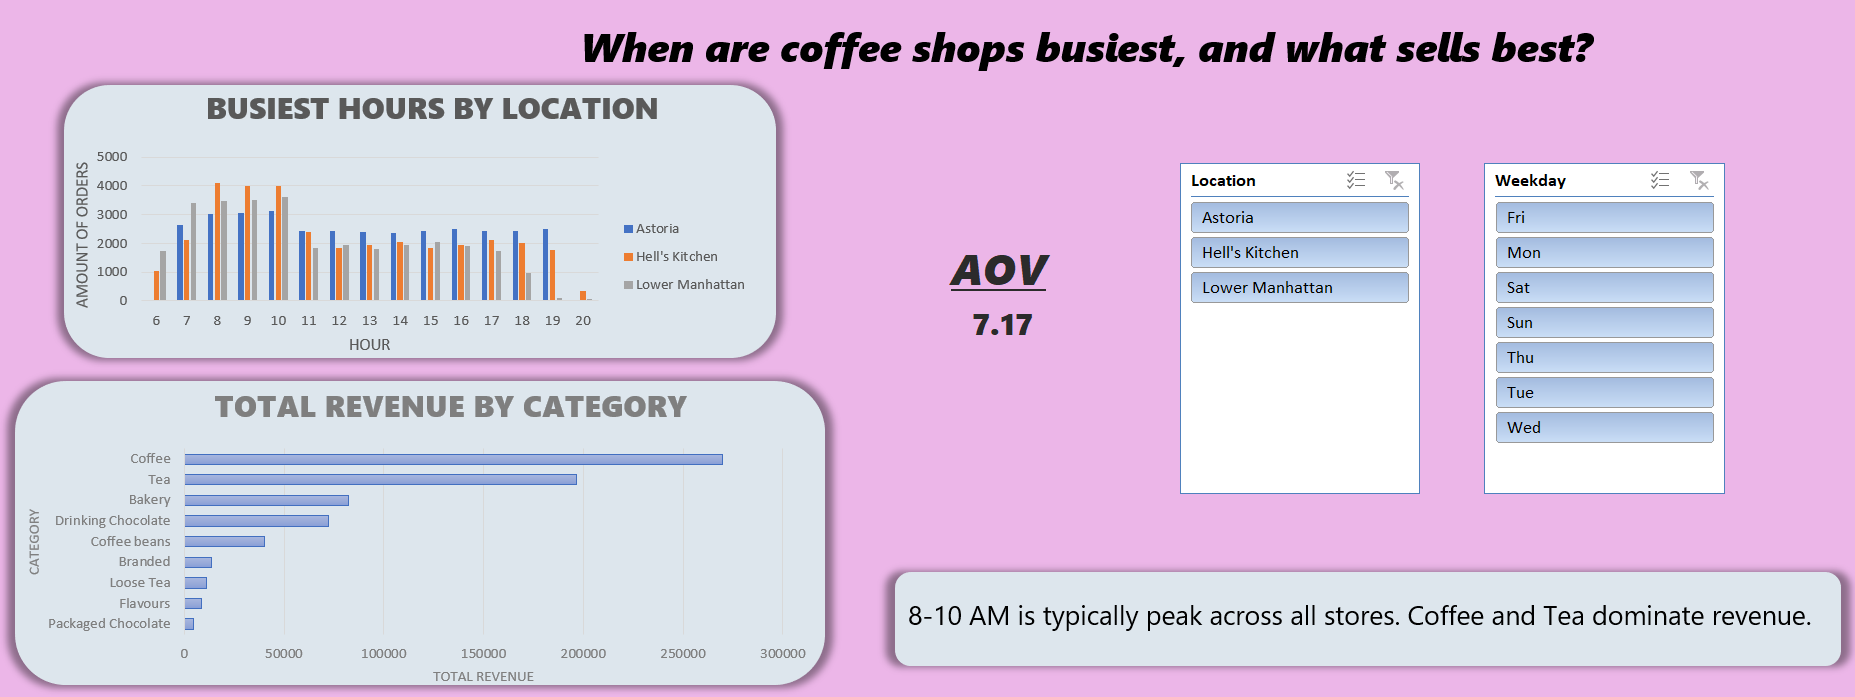 When are coffee shops busiest, and what sells best?
BUSIEST HOURS BY LOCATION
AMOUNT OF ORDERS
5000
4000
3000
2000
1000
0
6 7 8 9 10 11 12 13 14 15 16 17 18 19 20
HOUR
Astoria
Hell's Kitchen
Lower Manhattan
TOTAL REVENUE BY CATEGORY
CATEGORY
Coffee
Tea
Bakery
Drinking Chocolate
Coffee beans
Branded
Loose Tea
Flavours
Packaged Chocolate
0 50000 100000 150000 200000 250000 300000
TOTAL REVENUE
AOV
7.17
Location
Astoria
Hell's Kitchen
Lower Manhattan
Weekday
Fri
Mon
Sat
Sun
Thu
Tue
Wed
8-10 AM is typically peak across all stores. Coffee and Tea dominate revenue.